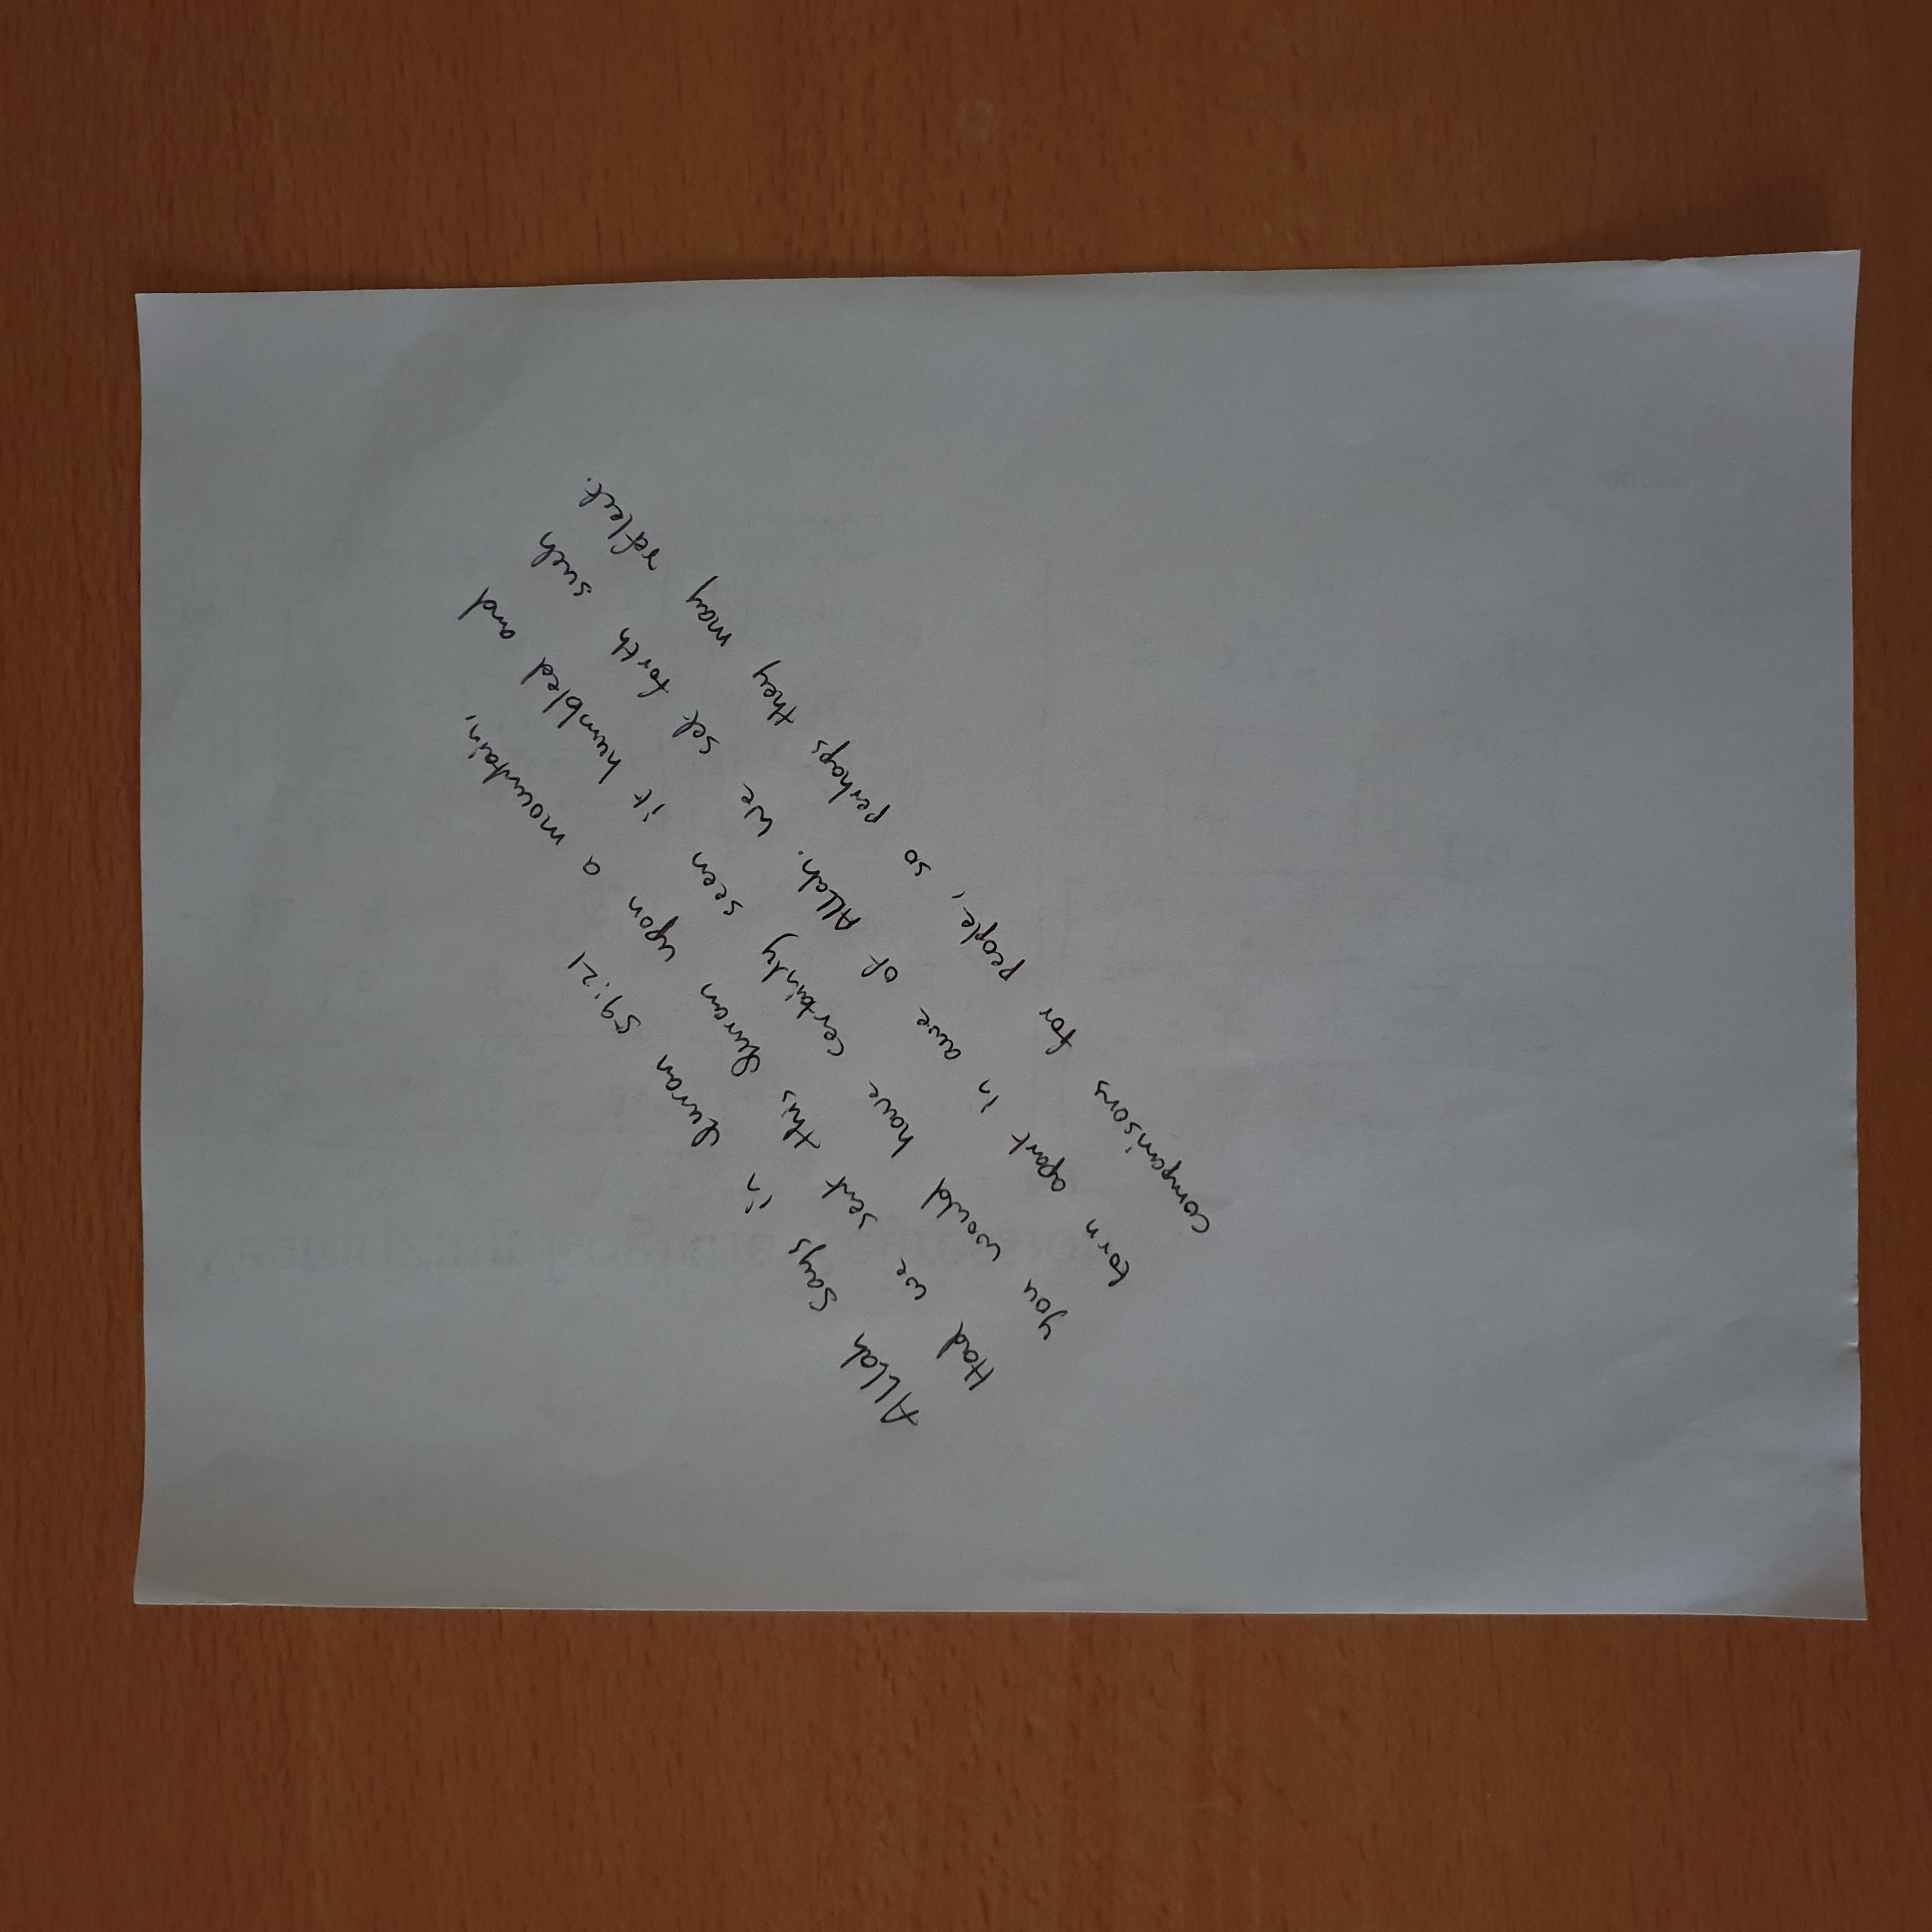 Allah says in Quran 59:21
Had we sent this Quran upon a mountain,
you would have certainly seen it humbled and
torn apart in awe of Allah. We set forth such
comparisons for people, so perhaps they may reflect.